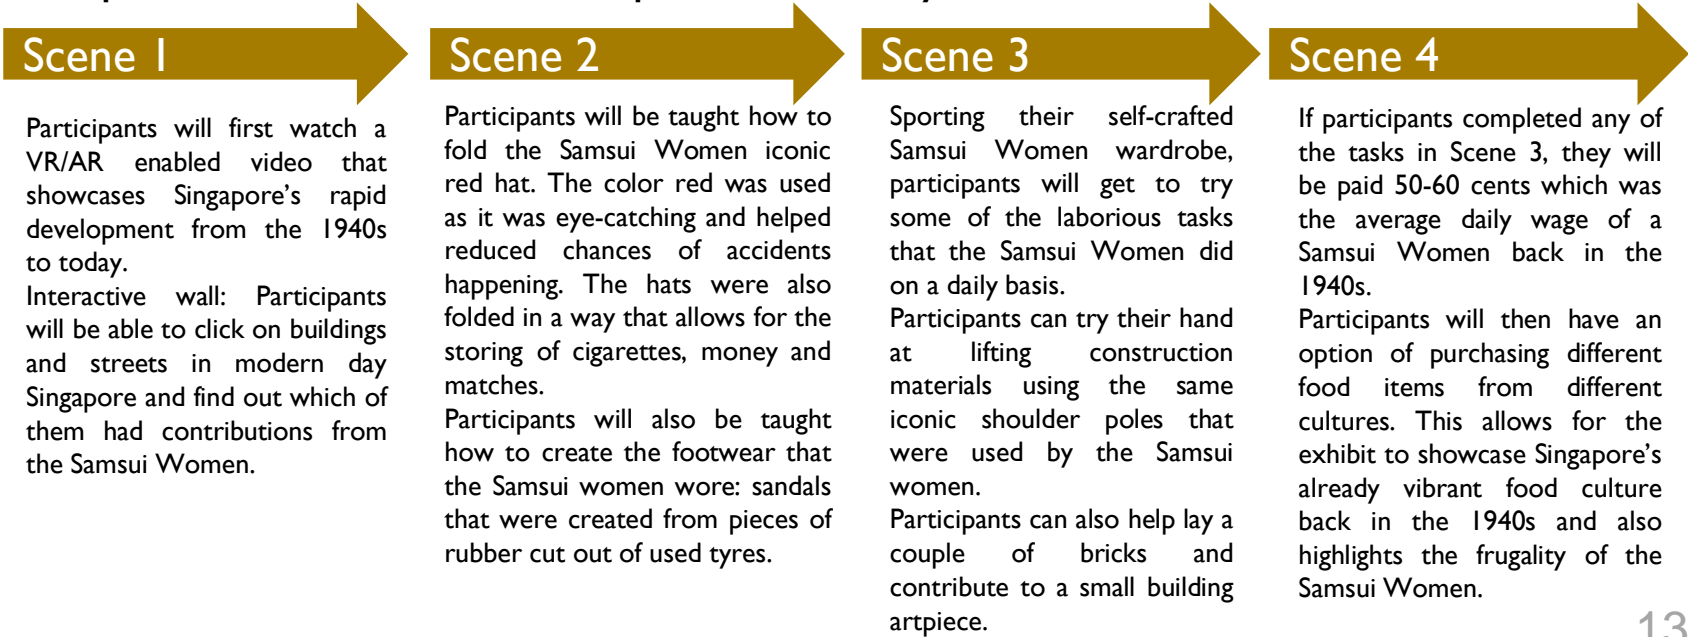 Scene 1
Participants will first watch a
VR/AR enabled video that
showcases Singapore’s rapid
development from the 1940s
to today.
Interactive wall: Participants
will be able to click on buildings
and streets in modern day
Singapore and find out which of
them had contributions from
the Samsui Women.
Scene 2
Participants will be taught how to
fold the Samsui Women iconic
red hat. The color red was used
as it was eye-catching and helped
reduced chances of accidents
happening. The hats were also
folded in a way that allows for the
storing of cigarettes, money and
matches.
Participants will also be taught
how to create the footwear that
the Samsui women wore: sandals
that were created from pieces of
rubber cut out of used tyres.
Scene 3
Sporting their self-crafted
Samsui Women wardrobe,
participants will get to try
some of the laborious tasks
that the Samsui Women did
on a daily basis.
Participants can try their hand
at lifting construction
materials using the same
iconic shoulder poles that
were used by the Samsui
women.
Participants can also help lay a
couple of bricks and
contribute to a small building
artpiece.
Scene 4
If participants completed any of
the tasks in Scene 3, they will
be paid 50-60 cents which was
the average daily wage of a
Samsui Women back in the
1940s.
Participants will then have an
option of purchasing different
food items from different
cultures. This allows for the
exhibit to showcase Singapore’s
already vibrant food culture
back in the 1940s and also
highlights the frugality of the
Samsui Women.
13